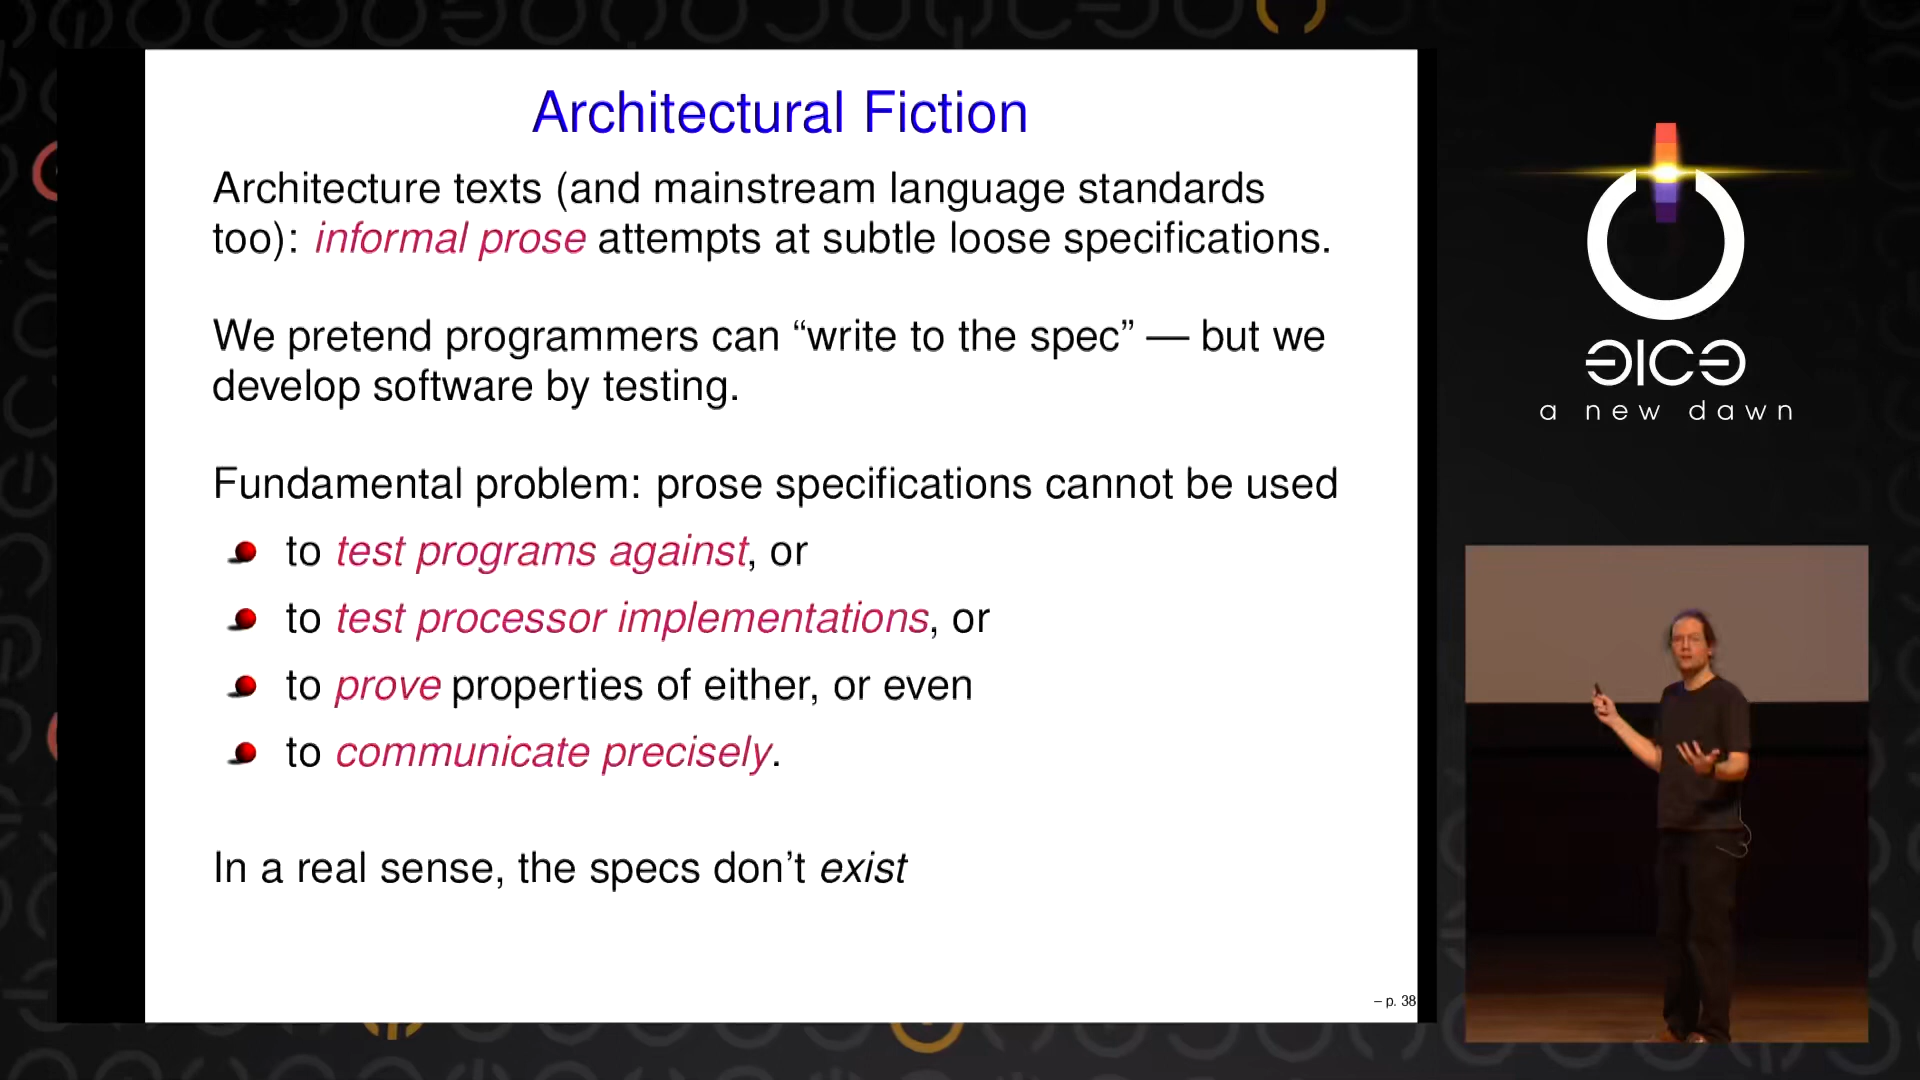 Architectural Fiction
Architecture texts (and mainstream language standards
too): informal prose attempts at subtle loose specifications.
We pretend programmers can “write to the spec” — but we
develop software by testing.
Fundamental problem: prose specifications cannot be used
to test programs against, or
to test processor implementations, or
to prove properties of either, or even
to communicate precisely.
In a real sense, the specs don’t exist
– p. 38
31C3
a new dawn